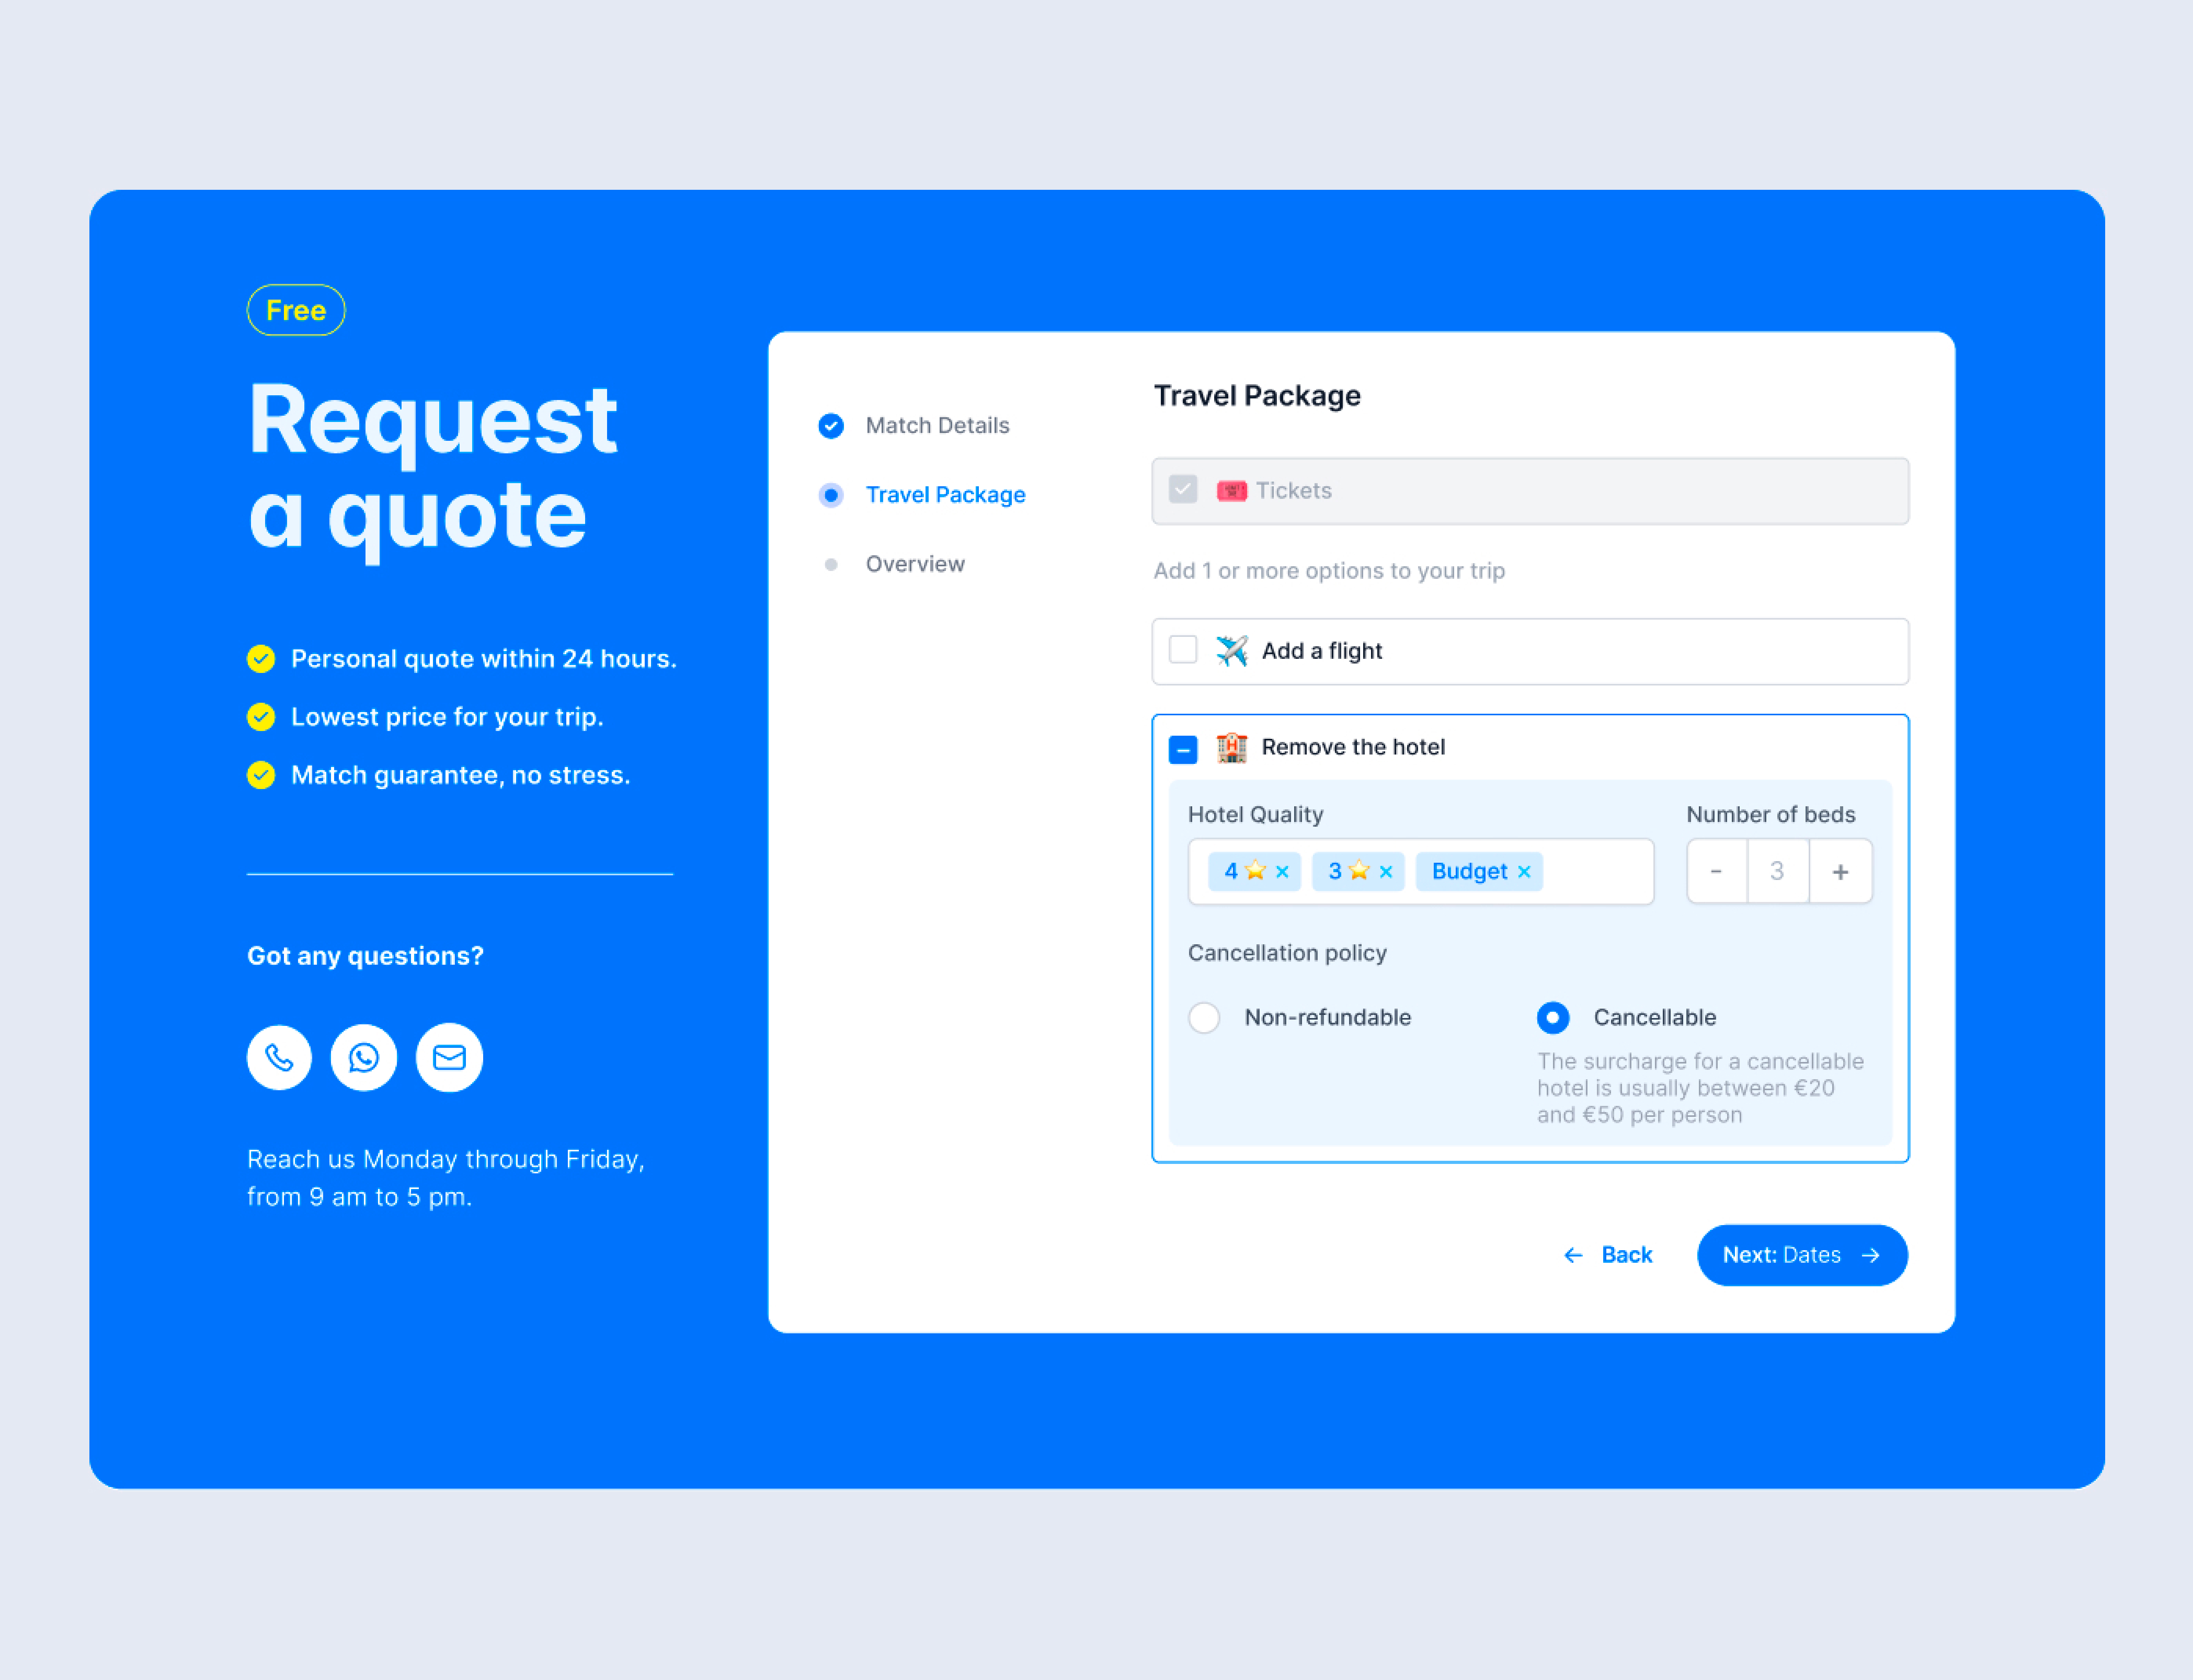 Free
Request
a quote
Personal quote within 24 hours.
Lowest price for your trip.
Match guarantee, no stress.
Got any questions?
Reach us Monday through Friday,
from 9 am to 5 pm.
Match Details
Travel Package
Overview
Travel Package
Tickets
Add 1 or more options to your trip
Add a flight
Remove the hotel
Hotel Quality
4 ⭐ × 3 ⭐ × Budget ×
Number of beds
- 3 +
Cancellation policy
Non-refundable
Cancellable
The surcharge for a cancellable
hotel is usually between €20
and €50 per person
← Back
Next: Dates →